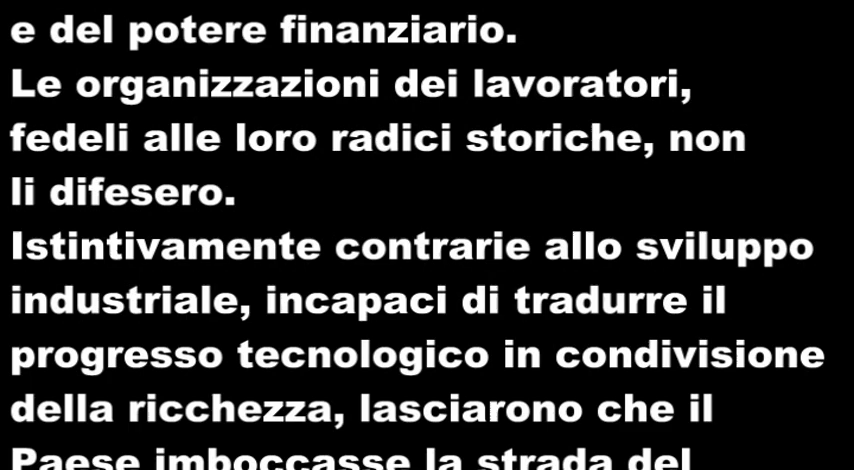 e del potere finanziario.
Le organizzazioni dei lavoratori,
fedeli alle loro radici storiche, non
li difesero.
Istintivamente contrarie allo sviluppo
industriale, incapaci di tradurre il
progresso tecnologico in condivisione
della ricchezza, lasciarono che il
Paese imboccasse la strada del